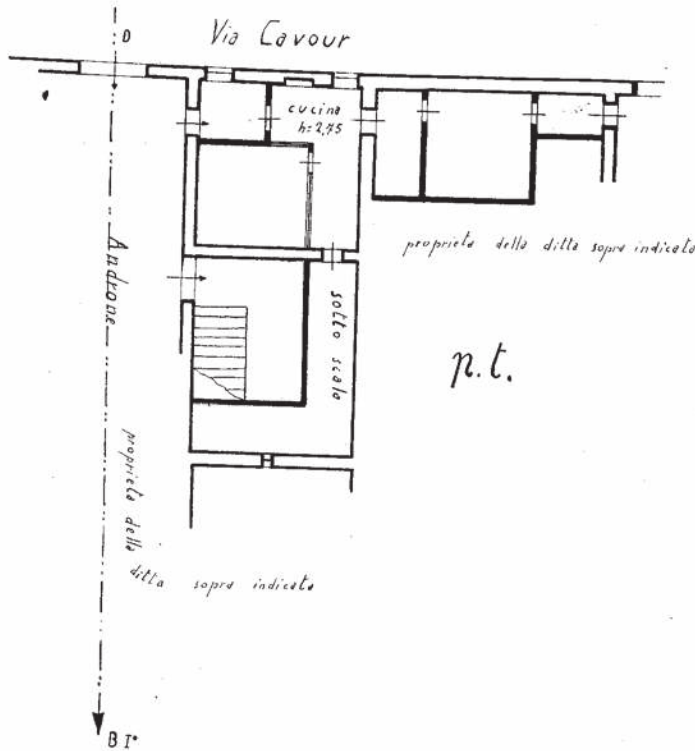 D
Via Cavour
cucina
h=2,75
Androne
proprietà della ditta sopra indicata
sotto scala
p.t.
proprietà della
ditta sopra indicata
B I°